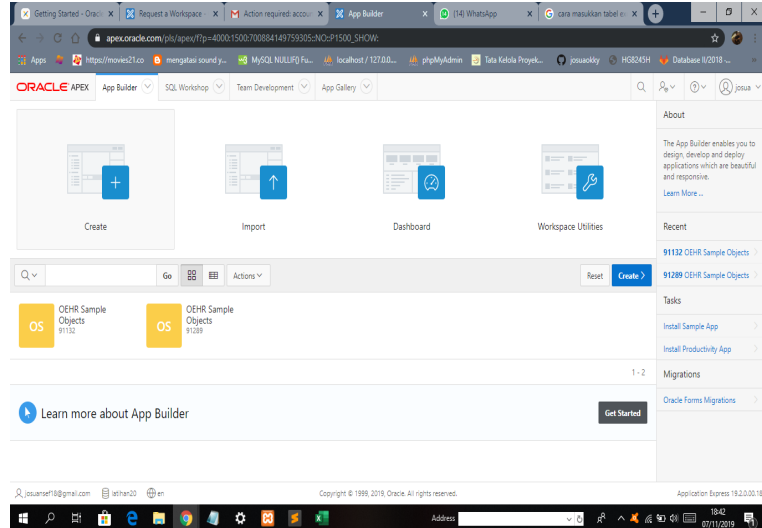 Getting Started - Oracl
Request a Workspace
Action required: accou
App Builder
(14) WhatsApp
cara masukkan tabel e
apex.oracle.com/pls/apex/f?p=4000:1500:700884149759305::NO::P1500_SHOW:
Apps
https://movies21.co
mengatasi sound y...
MySQL NULLIF() Fu...
localhost / 127.0.0....
phpMyAdmin
Tata Kelola Proyek...
josuaokky
HG8245H
Database II/2018 -...
ORACLE APEX
App Builder
SQL Workshop
Team Development
App Gallery
josua
Create
Import
Dashboard
Workspace Utilities
Go
Actions
Reset
Create
OS
OEHR Sample
Objects
91132
OS
OEHR Sample
Objects
91289
1 - 2
Learn more about App Builder
Get Started
About
The App Builder enables you to
design, develop and deploy
applications which are beautiful
and responsive.
Learn More ...
Recent
91132 OEHR Sample Objects
91289 OEHR Sample Objects
Tasks
Install Sample App
Install Productivity App
Migrations
Oracle Forms Migrations
josuansef18@gmail.com
latihan20
en
Copyright © 1999, 2019, Oracle. All rights reserved.
Application Express 19.2.0.00.18
Address
18:42
07/11/2019